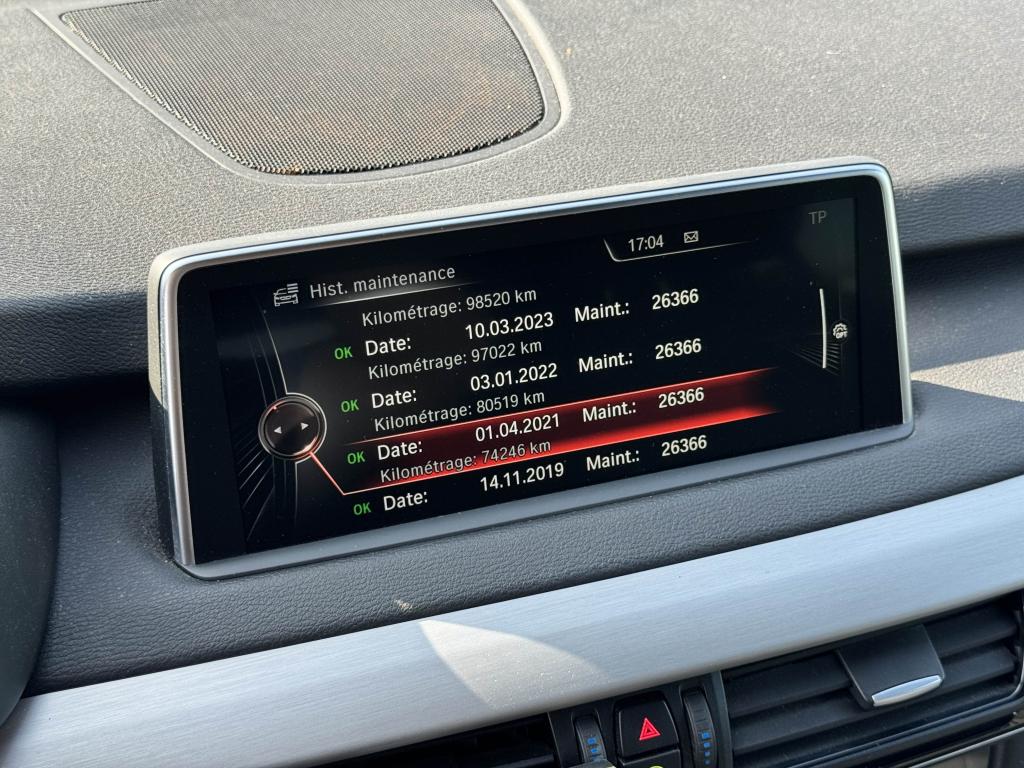 TP
17:04
Hist. maintenance
Kilométrage: 98520 km
OK Date: 10.03.2023 Maint.: 26366
Kilométrage: 97022 km
OK Date: 03.01.2022 Maint.: 26366
Kilométrage: 80519 km
OK Date: 01.04.2021 Maint.: 26366
Kilométrage: 74246 km
OK Date: 14.11.2019 Maint.: 26366